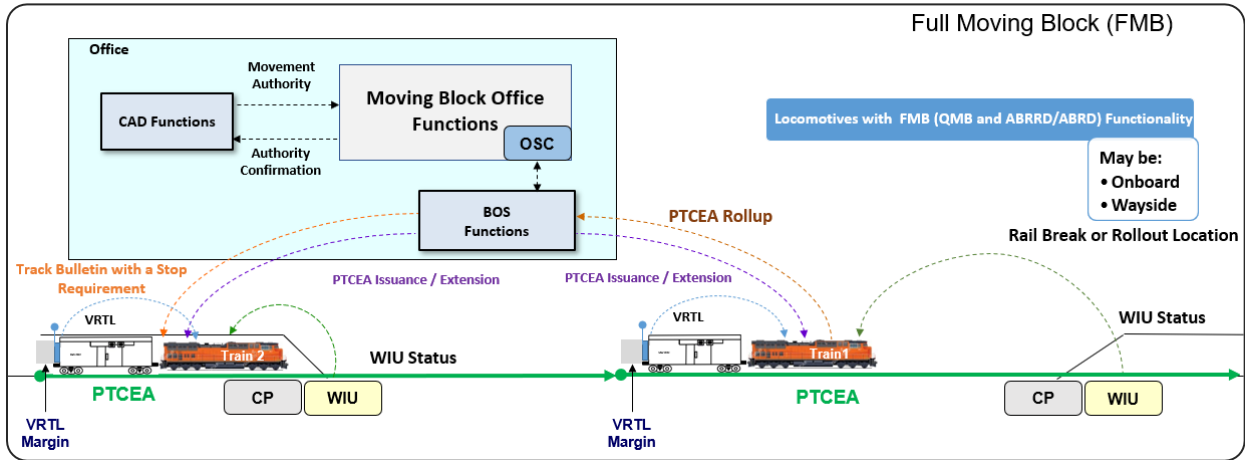 Full Moving Block (FMB)
Office
Movement
Authority
CAD Functions
Moving Block Office
Functions
OSC
Authority
Confirmation
Locomotives with FMB (QMB and ABRRD/ABRD) Functionality
May be:
• Onboard
• Wayside
BOS
Functions
PTCEA Rollup
Rail Break or Rollout Location
Track Bulletin with a Stop
Requirement
PTCEA Issuance / Extension
PTCEA Issuance / Extension
VRTL
Train 2
WIU Status
VRTL
Train1
WIU Status
PTCEA
CP
WIU
PTCEA
CP
WIU
VRTL
Margin
VRTL
Margin